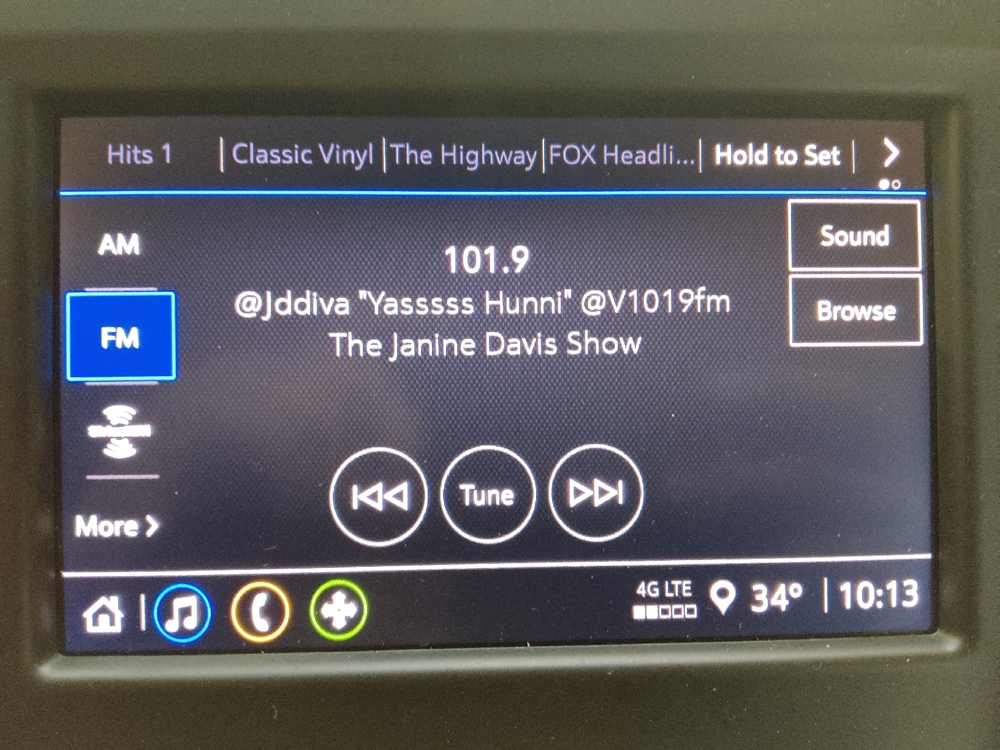 Hits 1 | Classic Vinyl | The Highway | FOX Headli... | Hold to Set |
AM
FM
More
101.9
@Jddiva "Yasssss Hunni" @V1019fm
The Janine Davis Show
Tune
Sound
Browse
4G LTE
34° | 10:13